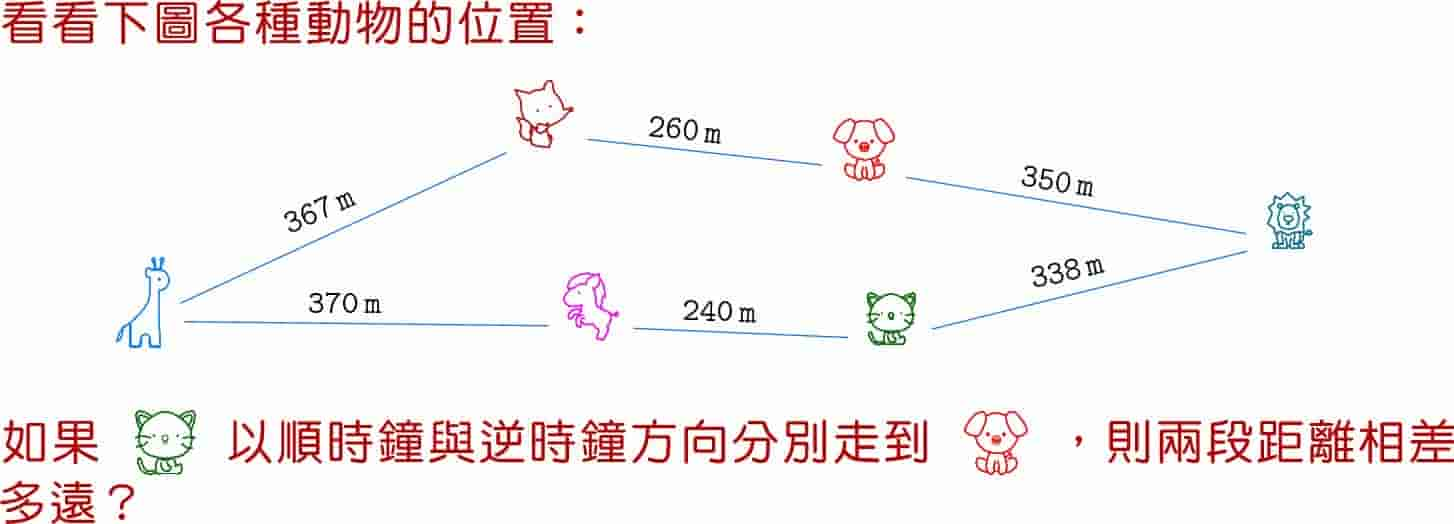 看看下圖各種動物的位置：
260 m
350 m
367 m
338 m
370 m
240 m
如果 以順時鐘與逆時鐘方向分別走到 ，則兩段距離相差
多遠？